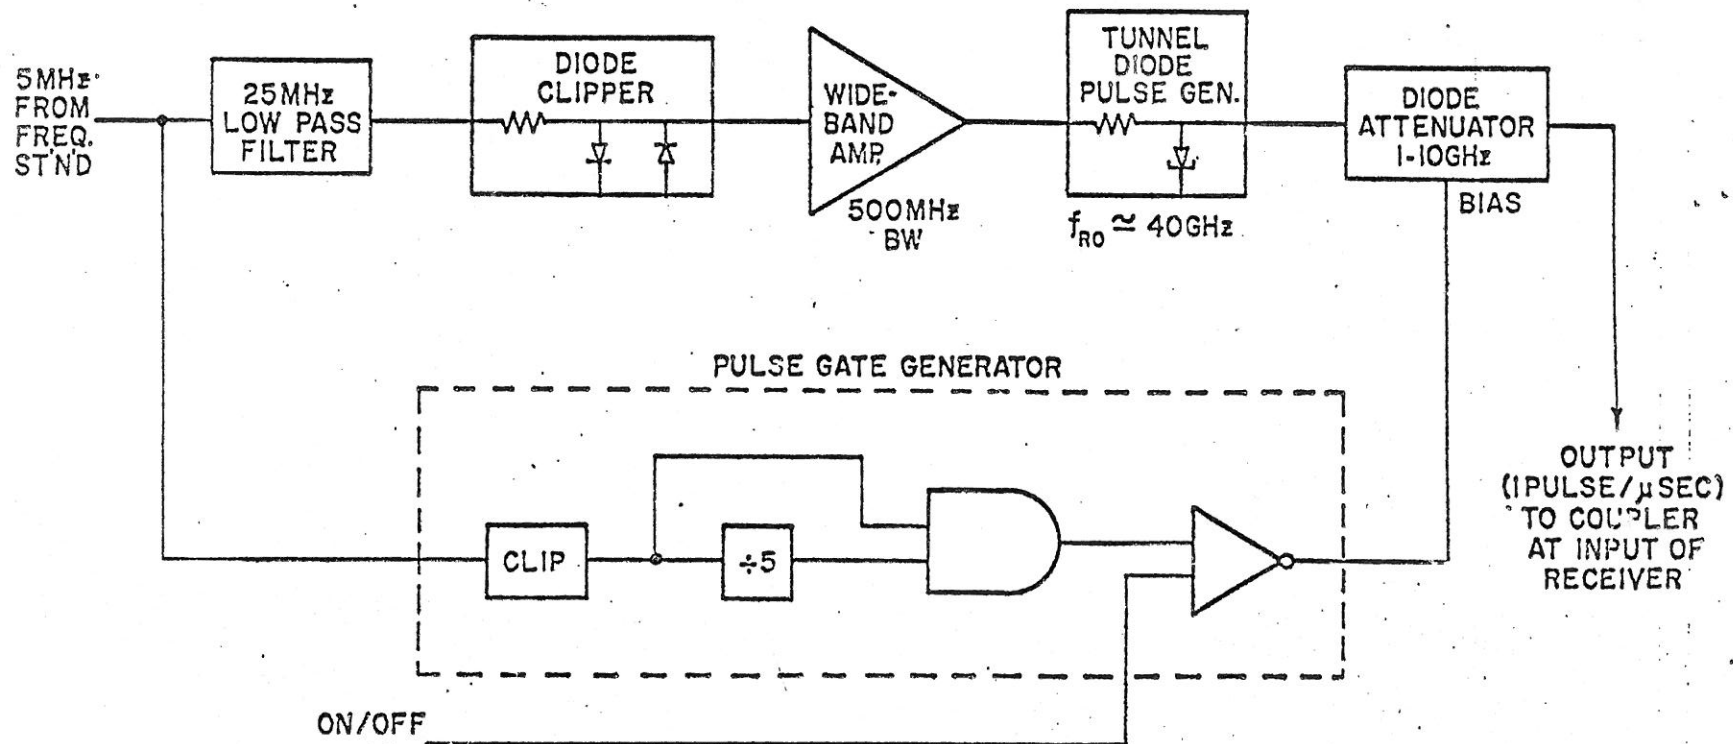 5MHz
FROM
FREQ.
ST'N'D
25MHz
LOW PASS
FILTER
DIODE
CLIPPER
WIDE-
BAND
AMP.
500MHz
BW
TUNNEL
DIODE
PULSE GEN.
fRO ≃ 40GHz
DIODE
ATTENUATOR
1-10GHz
BIAS
PULSE GATE GENERATOR
CLIP
÷5
OUTPUT
(1PULSE/μSEC)
TO COUPLER
AT INPUT OF
RECEIVER
ON/OFF